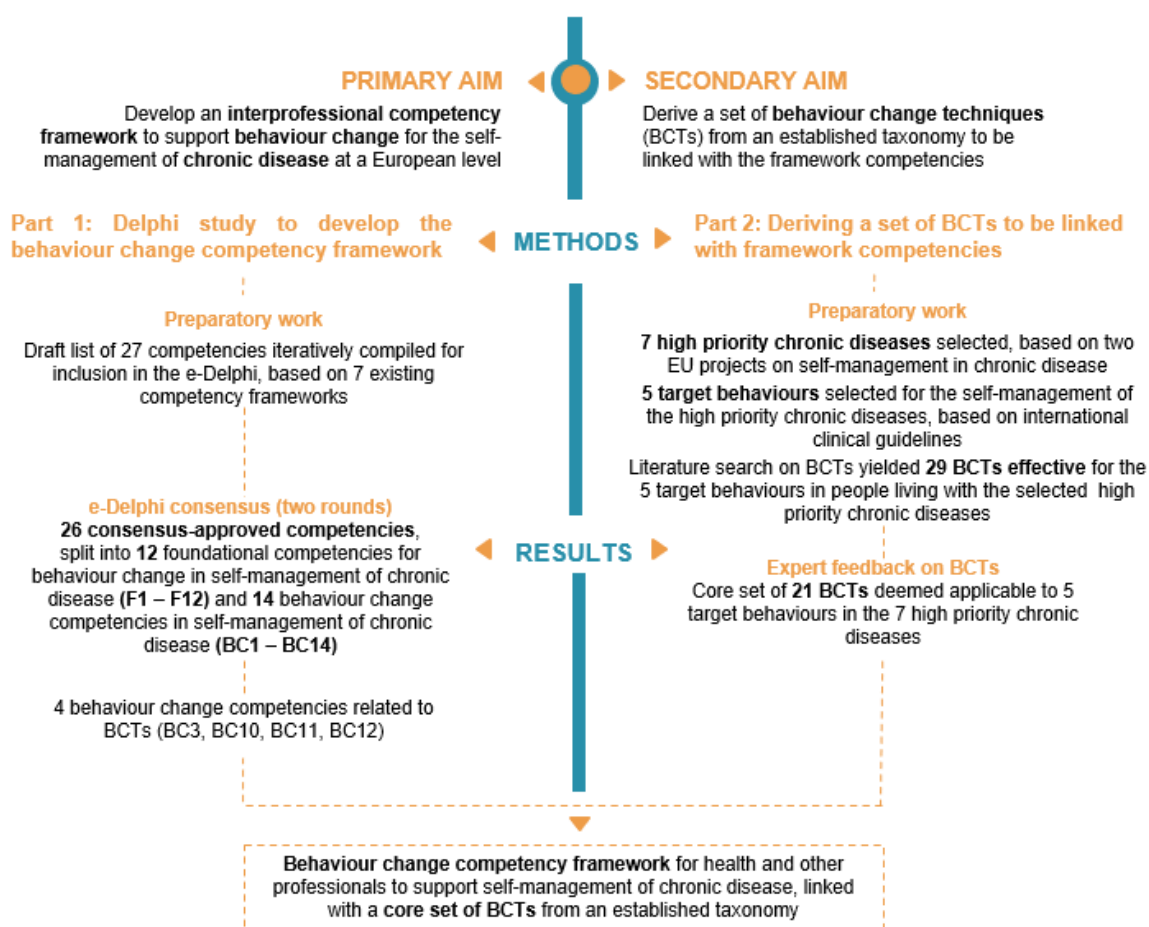 PRIMARY AIM
Develop an interprofessional competency
framework to support behaviour change for the self-
management of chronic disease at a European level
SECONDARY AIM
Derive a set of behaviour change techniques
(BCTs) from an established taxonomy to be
linked with the framework competencies
METHODS
Part 1: Delphi study to develop the
behaviour change competency framework
Preparatory work
Draft list of 27 competencies iteratively compiled for
inclusion in the e-Delphi, based on 7 existing
competency frameworks
Part 2: Deriving a set of BCTs to be linked
with framework competencies
Preparatory work
7 high priority chronic diseases selected, based on two
EU projects on self-management in chronic disease
5 target behaviours selected for the self-management of
the high priority chronic diseases, based on international
clinical guidelines
Literature search on BCTs yielded 29 BCTs effective for the
5 target behaviours in people living with the selected high
priority chronic diseases
RESULTS
e-Delphi consensus (two rounds)
26 consensus-approved competencies,
split into 12 foundational competencies for
behaviour change in self-management of chronic
disease (F1 – F12) and 14 behaviour change
competencies in self-management of chronic
disease (BC1 – BC14)
4 behaviour change competencies related to
BCTs (BC3, BC10, BC11, BC12)
Expert feedback on BCTs
Core set of 21 BCTs deemed applicable to 5
target behaviours in the 7 high priority chronic
diseases
Behaviour change competency framework for health and other
professionals to support self-management of chronic disease, linked
with a core set of BCTs from an established taxonomy